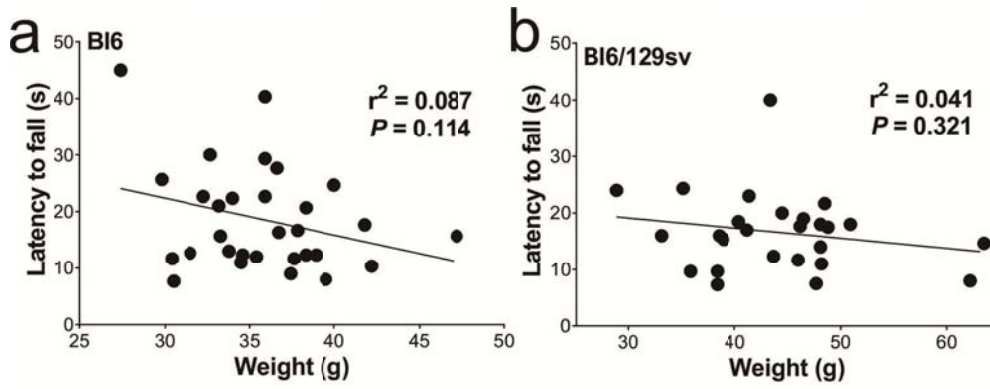 a
Bl6
r² = 0.087
P = 0.114
Latency to fall (s)
50
40
30
20
10
0
25
30
35
40
45
50
Weight (g)
b
Bl6/129sv
r² = 0.041
P = 0.321
Latency to fall (s)
50
40
30
20
10
0
30
40
50
60
Weight (g)